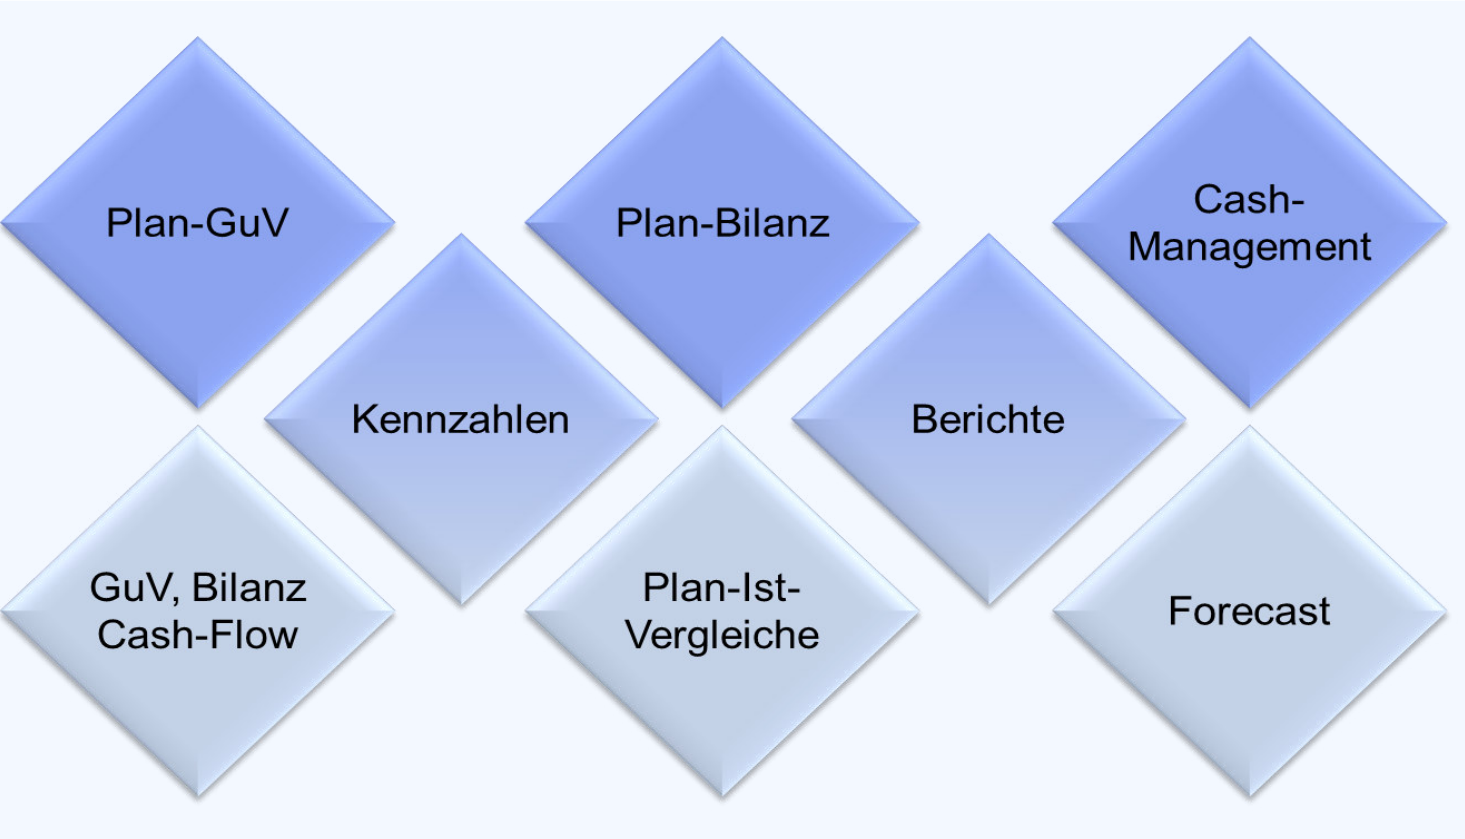 Plan-GuV
Plan-Bilanz
Cash-
Management
Kennzahlen
Berichte
GuV, Bilanz
Cash-Flow
Plan-Ist-
Vergleiche
Forecast